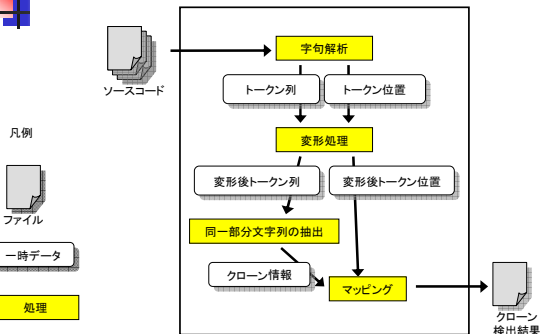 ソースコード
字句解析
トークン列
トークン位置
変形処理
変形後トークン列
変形後トークン位置
同一部分文字列の抽出
クローン情報
マッピング
クローン
検出結果
凡例
ファイル
一時データ
処理